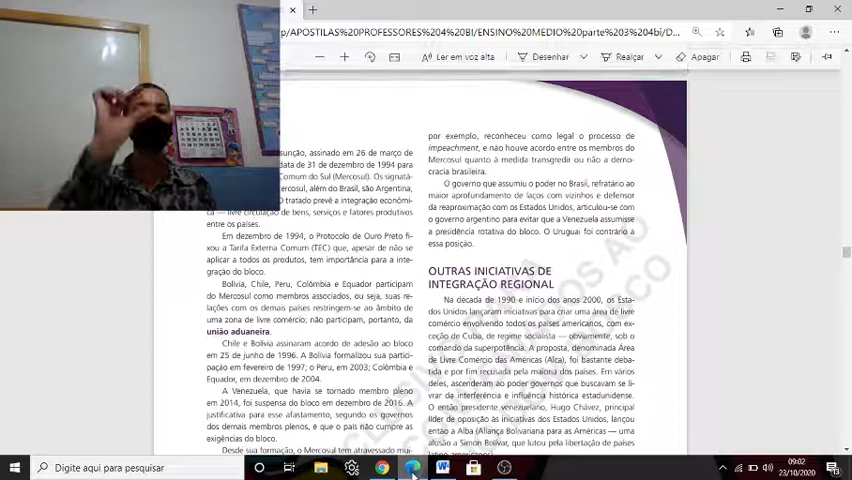 p/APOSTILAS%20PROFESSORES%204%20BI/ENSINO%20MEDIO%20parte%203%204bi/D...
Ler em voz alta
Desenhar
Realçar
Apagar
sunção, assinado em 26 de março de
data de 31 de dezembro de 1994 para
Comum do Sul (Mercosul). Os signatá-
ercosul, além do Brasil, são Argentina,
O tratado prevê a integração econômi-
ca — livre circulação de bens, serviços e fatores produtivos
entre os países.
Em dezembro de 1994, o Protocolo de Ouro Preto fi-
xou a Tarifa Externa Comum (TEC) que, apesar de não se
aplicar a todos os produtos, tem importância para a inte-
gração do bloco.
Bolívia, Chile, Peru, Colômbia e Equador participam
do Mercosul como membros associados, ou seja, suas re-
lações com os demais países restringem-se ao âmbito de
uma zona de livre comércio; não participam, portanto, da
união aduaneira.
Chile e Bolívia assinaram acordo de adesão ao bloco
em 25 de junho de 1996. A Bolívia formalizou sua partici-
pação em fevereiro de 1997; o Peru, em 2003; Colômbia e
Equador, em dezembro de 2004.
A Venezuela, que havia se tornado membro pleno
em 2014, foi suspensa do bloco em dezembro de 2016. A
justificativa para esse afastamento, segundo os governos
dos demais membros plenos, é que o país não cumpre as
exigências do bloco.
Desde sua formação, o Mercosul tem atravessado mui-
por exemplo, reconheceu como legal o processo de
impeachment, e não houve acordo entre os membros do
Mercosul quanto à medida transgredir ou não a demo-
cracia brasileira.
O governo que assumiu o poder no Brasil, refratário ao
maior aprofundamento de laços com vizinhos e defensor
da reaproximação com os Estados Unidos, articulou-se com
o governo argentino para evitar que a Venezuela assumisse
a presidência rotativa do bloco. O Uruguai foi contrário a
essa posição.
OUTRAS INICIATIVAS DE
INTEGRAÇÃO REGIONAL
Na década de 1990 e início dos anos 2000, os Esta-
dos Unidos lançaram iniciativas para criar uma área de livre
comércio envolvendo todos os países americanos, com ex-
ceção de Cuba, de regime socialista — obviamente, sob o
comando da superpotência. A proposta, denominada Área
de Livre Comércio das Américas (Alca), foi bastante deba-
tida e por fim recusada pela maioria dos países. Em vários
deles, ascenderam ao poder governos que buscavam se li-
vrar da interferência e influência histórica estadunidense.
O então presidente venezuelano, Hugo Chávez, principal
líder de oposição às iniciativas dos Estados Unidos, lançou
então a Alba (Aliança Bolivariana para as Américas — uma
alusão a Simon Bolívar, que lutou pela libertação de países
latino-americanos)
Digite aqui para pesquisar
09:02
23/10/2020